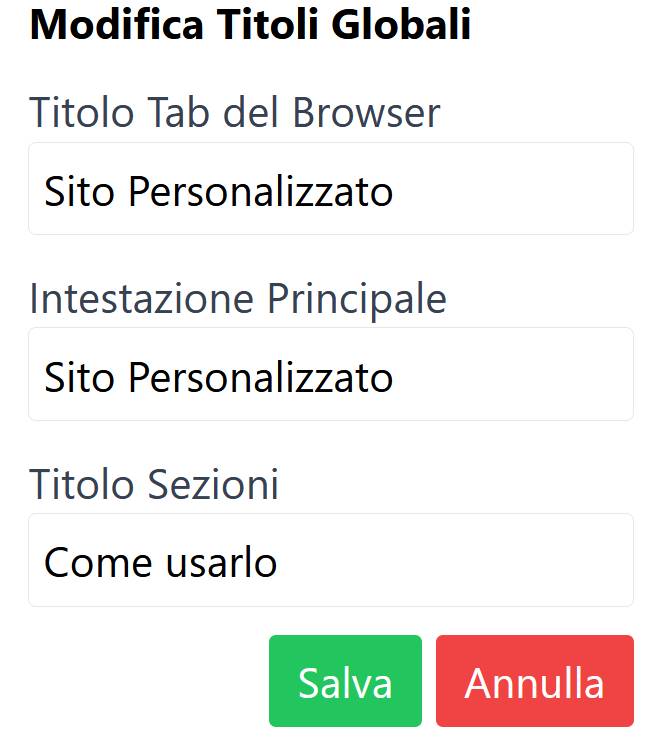 Modifica Titoli Globali
Titolo Tab del Browser
Sito Personalizzato
Intestazione Principale
Sito Personalizzato
Titolo Sezioni
Come usarlo
Salva Annulla